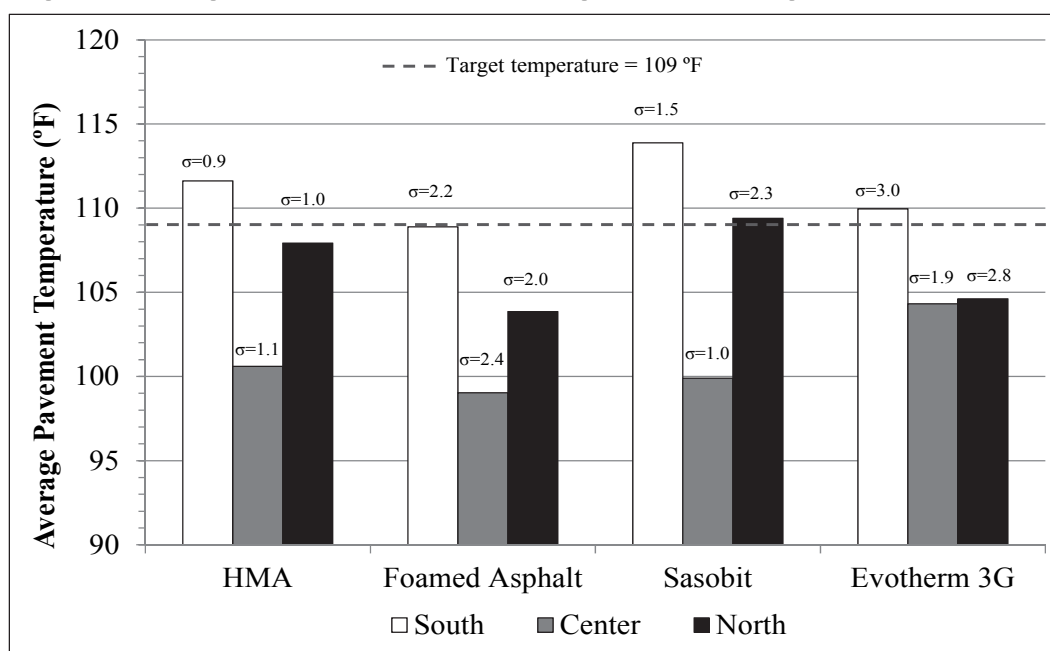 120
Target temperature = 109 ºF
115
σ=1.5
σ=0.9
σ=1.0
σ=2.2
σ=2.3
σ=3.0
110
σ=2.0
σ=1.9
σ=2.8
105
σ=1.1
σ=2.4
σ=1.0
100
95
90
Average Pavement Temperature (ºF)
HMA
Foamed Asphalt
Sasobit
Evotherm 3G
South
Center
North